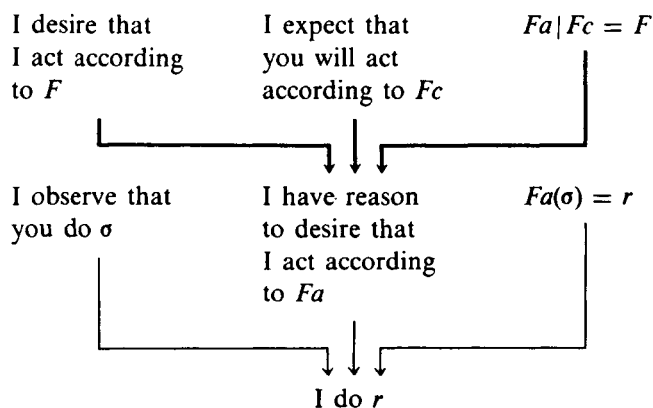 I desire that
I act according
to F
I expect that
you will act
according to Fc
Fa|Fc = F
I observe that
you do σ
I have reason
to desire that
I act according
to Fa
Fa(σ) = r
I do r